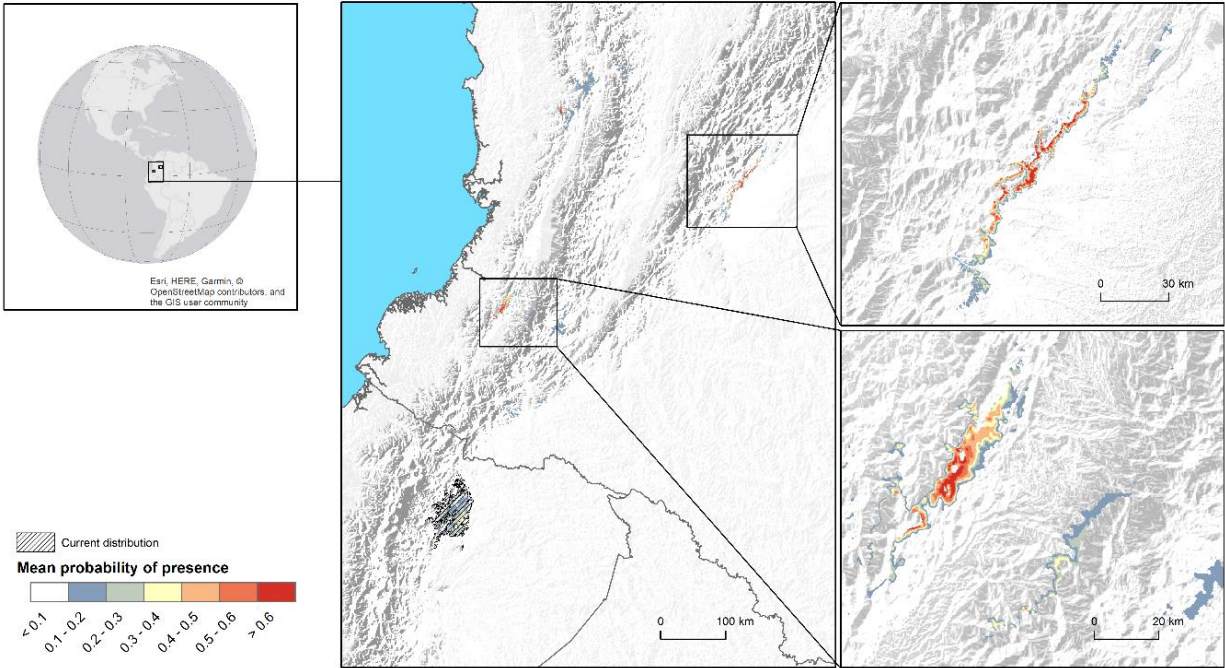 Esri, HERE, Garmin, ©
OpenStreetMap contributors, and
the GIS user community
Current distribution
Mean probability of presence
< 0.1
0.1 - 0.2
0.2 - 0.3
0.3 - 0.4
0.4 - 0.5
0.5 - 0.6
> 0.6
0 100 km
0 30 km
0 20 km